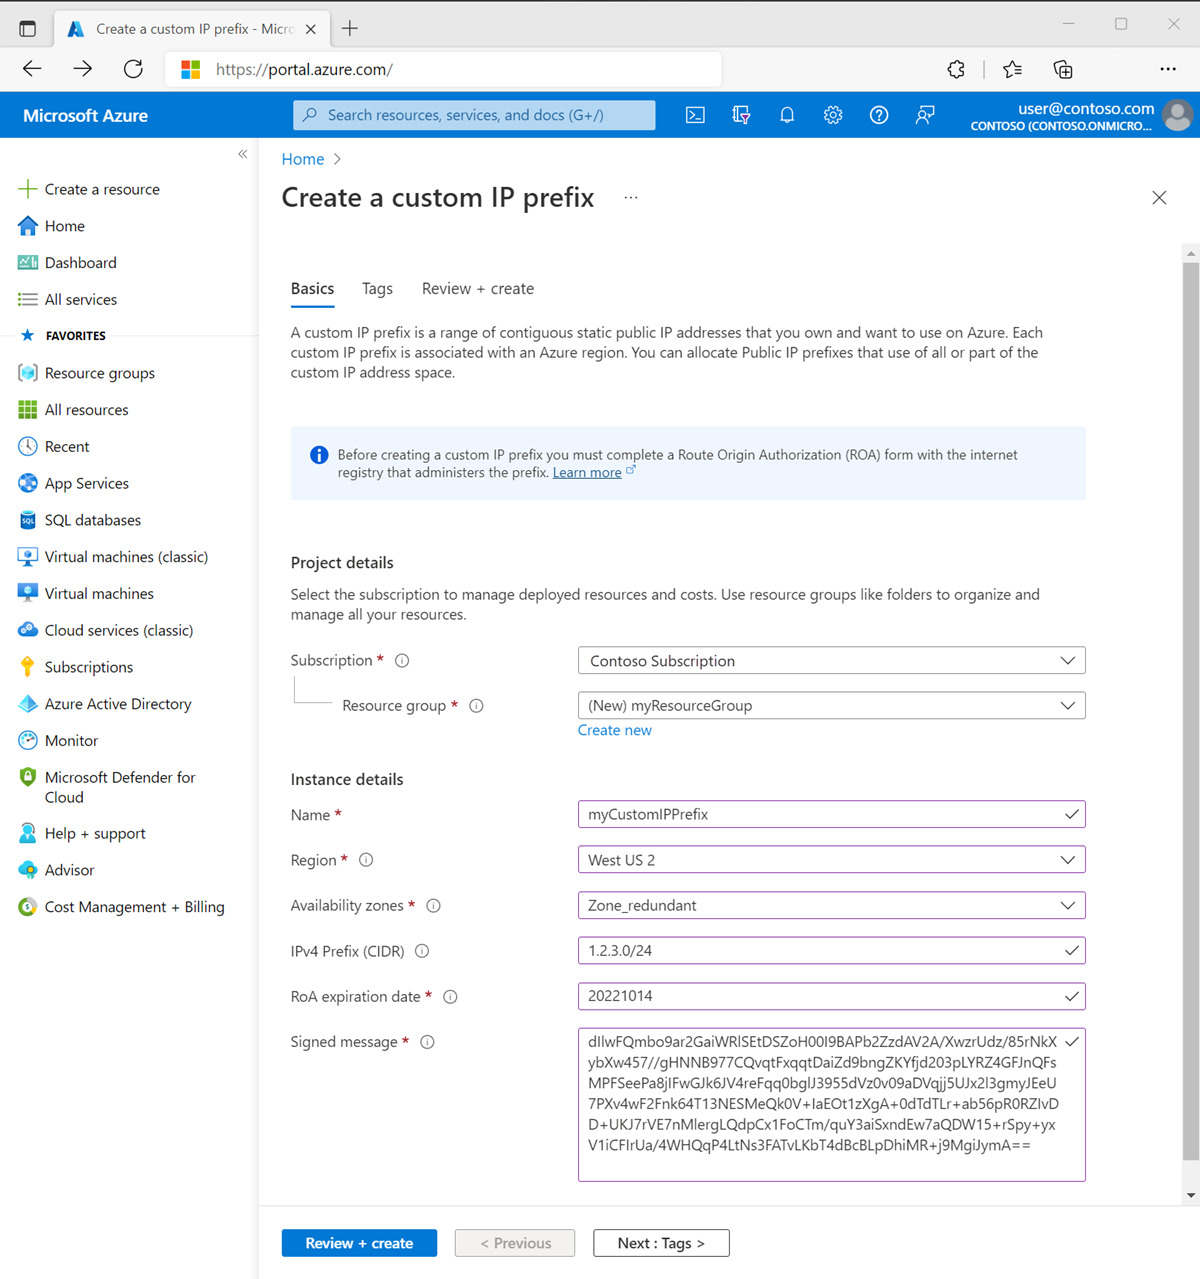 Create a custom IP prefix - Micro
https://portal.azure.com/
Microsoft Azure
Search resources, services, and docs (G+/)
user@contoso.com
CONTOSO (CONTOSO.ONMICRO...
Create a resource
Home
Dashboard
All services
FAVORITES
Resource groups
All resources
Recent
App Services
SQL
SQL databases
Virtual machines (classic)
Virtual machines
Cloud services (classic)
Subscriptions
Azure Active Directory
Monitor
Microsoft Defender for
Cloud
Help + support
Advisor
Cost Management + Billing
Home >
Create a custom IP prefix ...
Basics Tags Review + create
A custom IP prefix is a range of contiguous static public IP addresses that you own and want to use on Azure. Each
custom IP prefix is associated with an Azure region. You can allocate Public IP prefixes that use of all or part of the
custom IP address space.
Before creating a custom IP prefix you must complete a Route Origin Authorization (ROA) form with the internet
registry that administers the prefix. Learn more
Project details
Select the subscription to manage deployed resources and costs. Use resource groups like folders to organize and
manage all your resources.
Subscription * Contoso Subscription
Resource group * (New) myResourceGroup
Create new
Instance details
Name * myCustomIPPrefix
Region * West US 2
Availability zones * Zone_redundant
IPv4 Prefix (CIDR) 1.2.3.0/24
RoA expiration date * 20221014
Signed message * dIlwFQmbo9ar2GaiWRlSEtDSZoH00I9BAPb2ZzdAV2A/XwzrUdz/85rNkX
ybXw457//gHNNB977CQvqtFxqqtDaiZd9bngZKYfjd203pLYRZ4GFJnQFs
MPFSeePa8jIFwGJk6JV4reFqq0bglJ3955dVz0v09aDVqjj5UJx2l3gmyJEeU
7PXv4wF2Fnk64T13NESMeQk0V+IaEOt1zXgA+0dTdTLr+ab56pR0RZIvD
D+UKJ7rVE7nMlergLQdpCx1FoCTm/quY3aiSxndEw7aQDW15+rSpy+yx
V1iCFIrUa/4WHQqP4LtNs3FATvLKbT4dBcBLpDhiMR+j9MgiJymA==
Review + create < Previous Next : Tags >